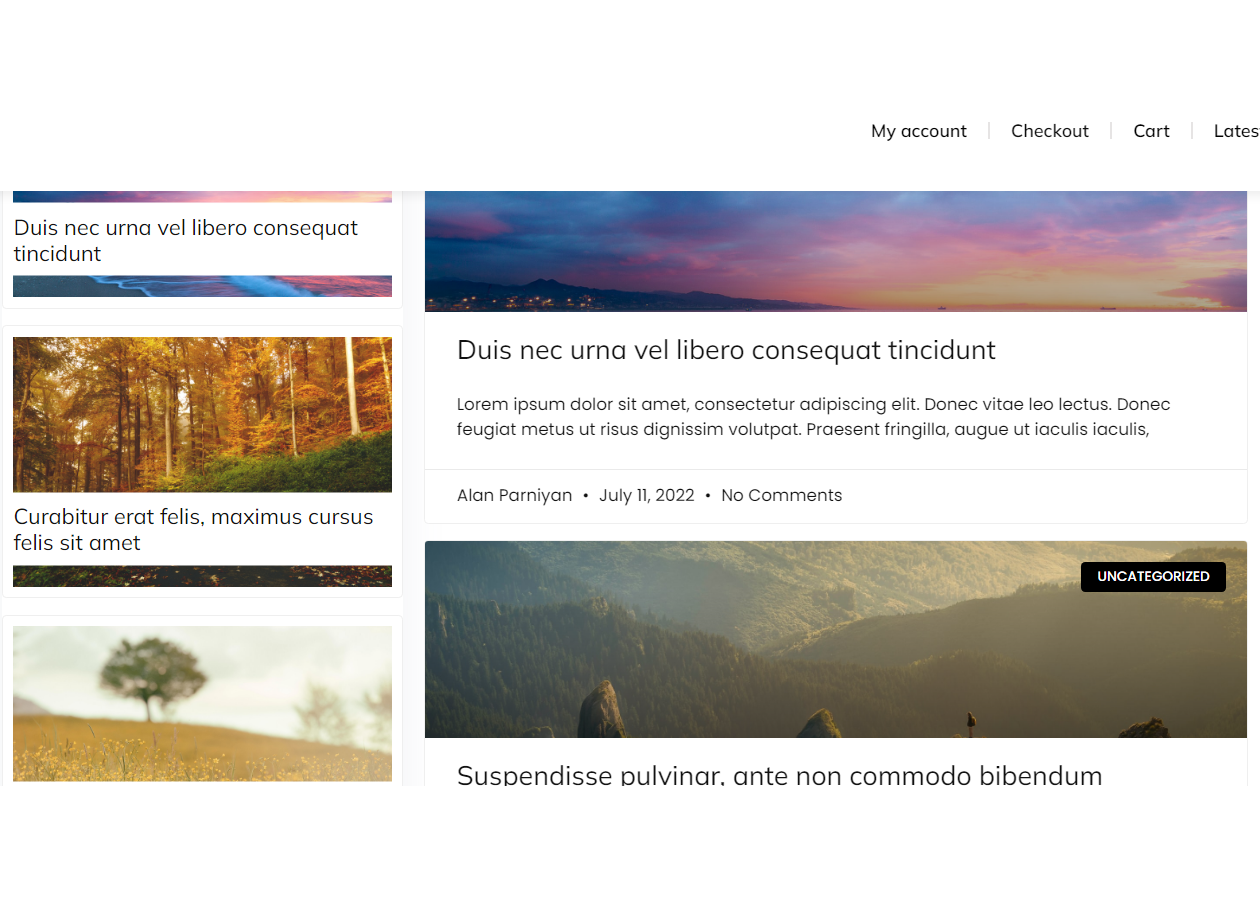 My account
Checkout
Cart
Lates
Duis nec urna vel libero consequat
tincidunt
Curabitur erat felis, maximus cursus
felis sit amet
Duis nec urna vel libero consequat tincidunt
Lorem ipsum dolor sit amet, consectetur adipiscing elit. Donec vitae leo lectus. Donec
feugiat metus ut risus dignissim volutpat. Praesent fringilla, augue ut iaculis iaculis,
Alan Parniyan • July 11, 2022 • No Comments
UNCATEGORIZED
Suspendisse pulvinar, ante non commodo bibendum